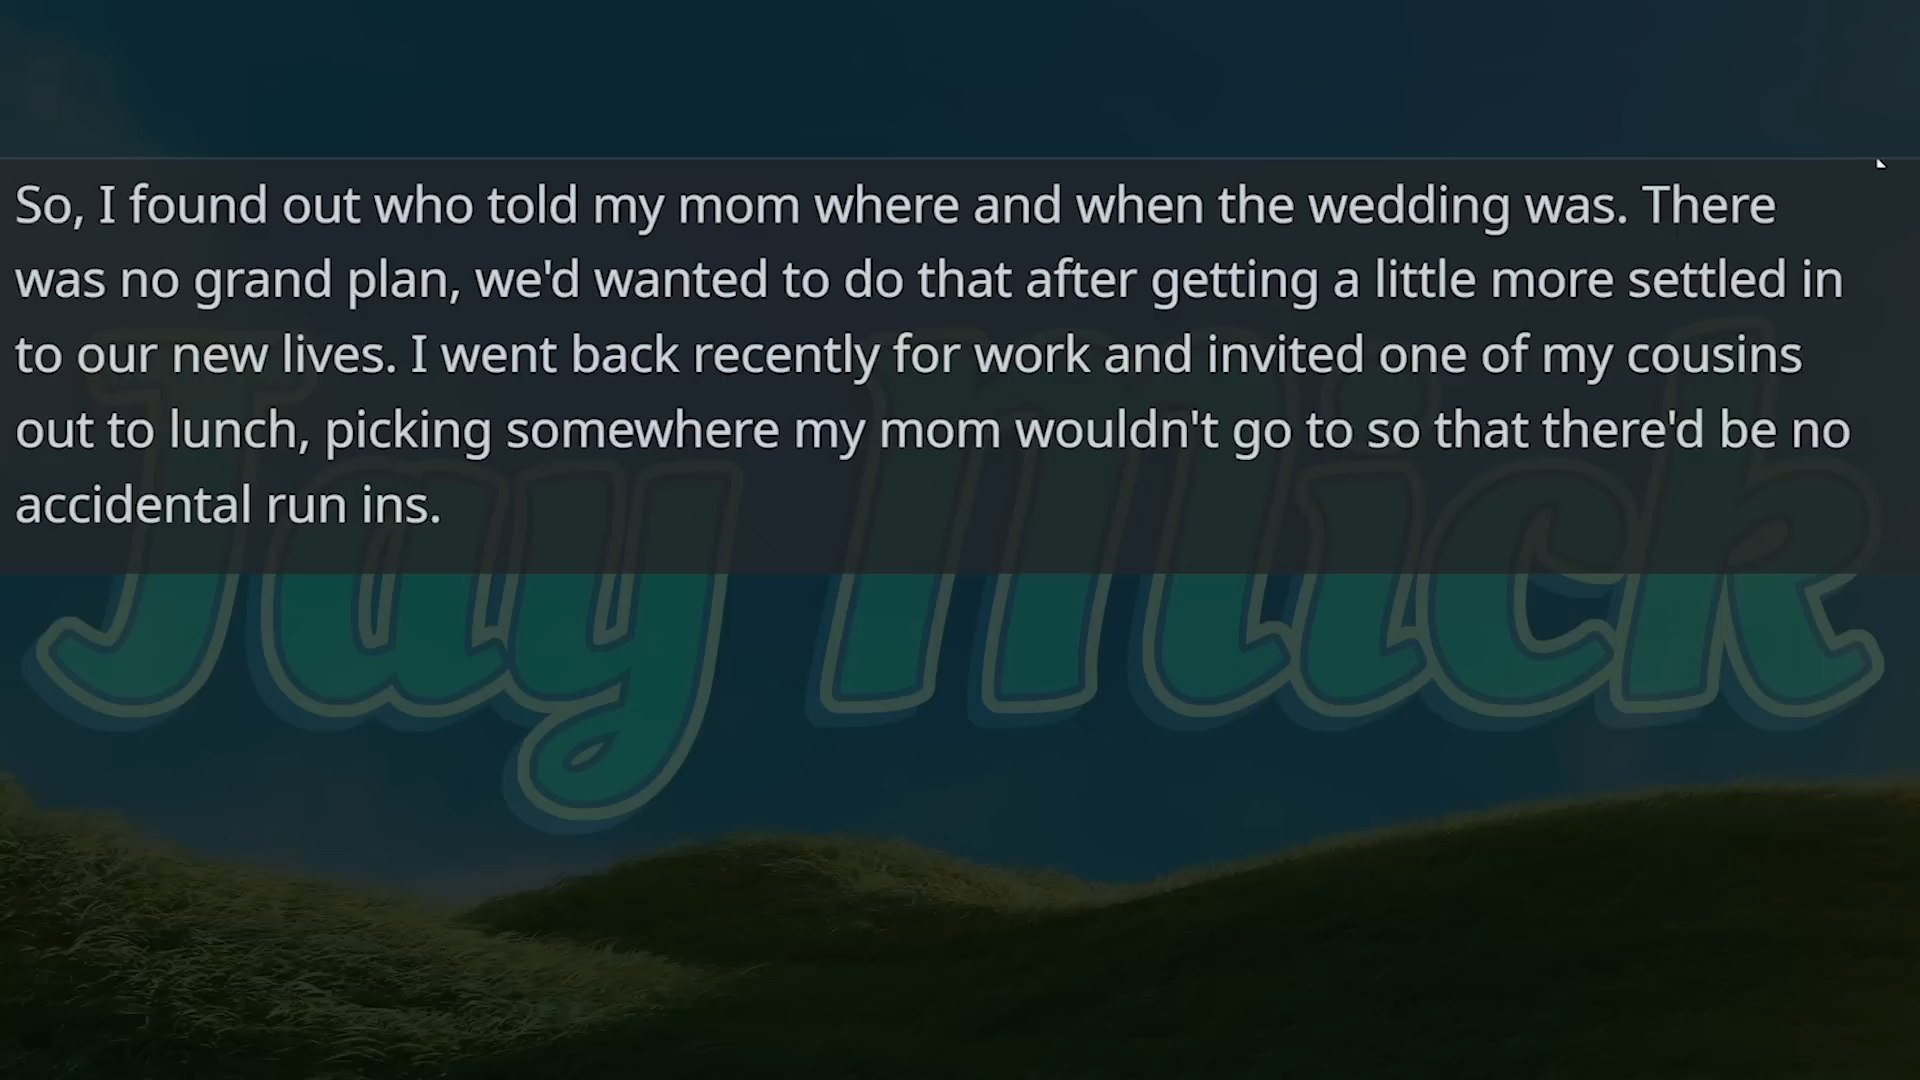 So, I found out who told my mom where and when the wedding was. There
was no grand plan, we'd wanted to do that after getting a little more settled in
to our new lives. I went back recently for work and invited one of my cousins
out to lunch, picking somewhere my mom wouldn't go to so that there'd be no
accidental run ins.
Jay Mick